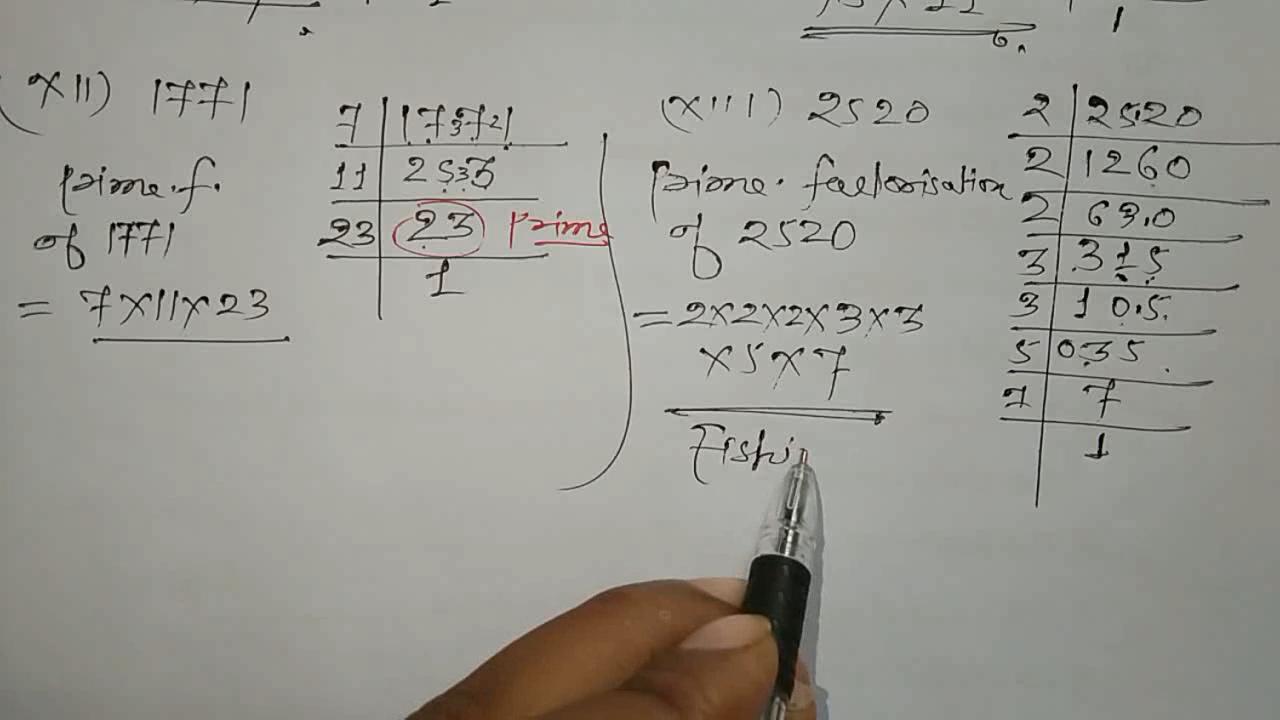 (XII) 1771
prime.f.
of 1771
= 7×11×23
7 | 1771
11 | 253
23 | 23 prime
1
(XIII) 2520
prime. factorisation
of 2520
= 2×2×2×3×3
×5×7
2 | 2520
2 | 1260
2 | 630
3 | 315
3 | 105
5 | 035
7 | 7
1